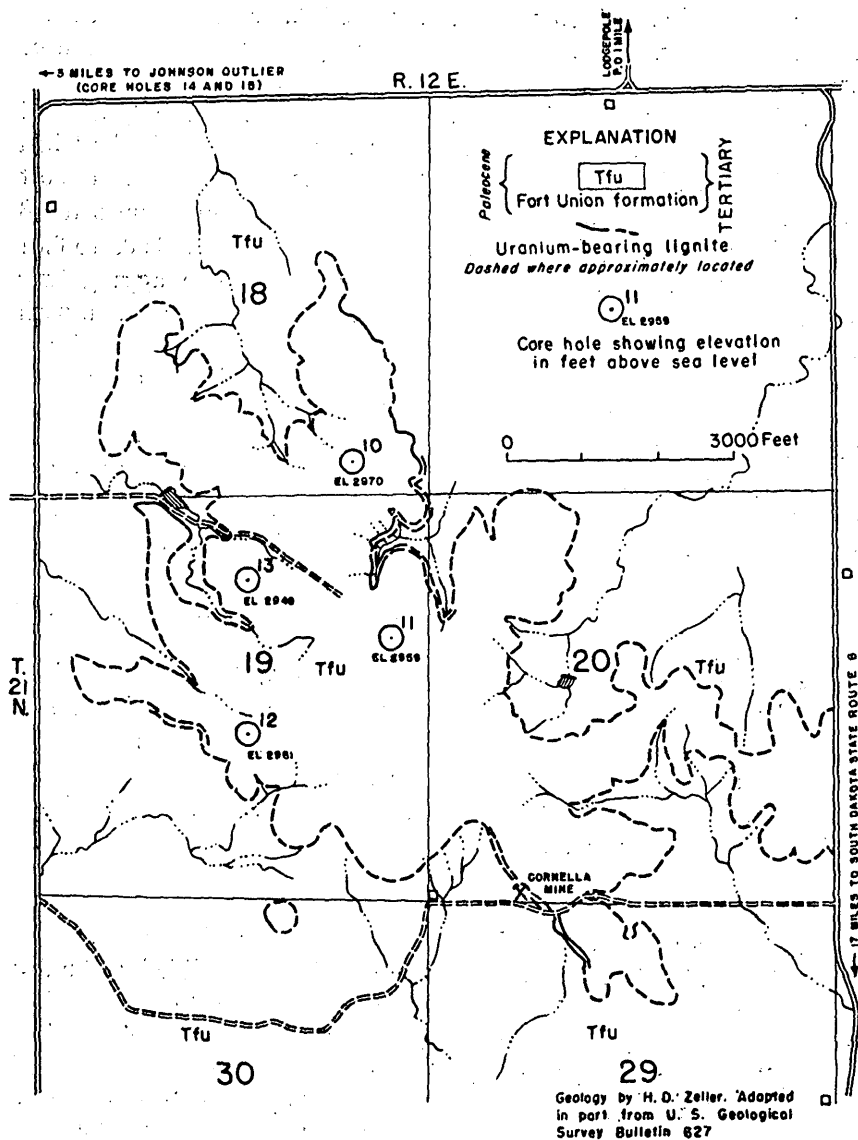 ← 3 MILES TO JOHNSON OUTLIER
(CORE HOLES 14 AND 15)
R. 12 E.
LODGEPOLE
P.O. 1 MILE
EXPLANATION
Paleocene
Tfu
Fort Union formation
TERTIARY
Uranium-bearing lignite
Dashed where approximately located
11
EL 2959
Core hole showing elevation
in feet above sea level
0 3000 Feet
Tfu
18
10
EL 2970
13
EL 2946
11
EL 2959
19
Tfu
20
Tfu
T.
21
N.
12
EL 2961
CORNELLA
MINE
← 17 MILES TO SOUTH DAKOTA STATE ROUTE 8
Tfu
Tfu
30
29
Geology by H. D. Zeller. Adapted
in part from U. S. Geological
Survey Bulletin 627